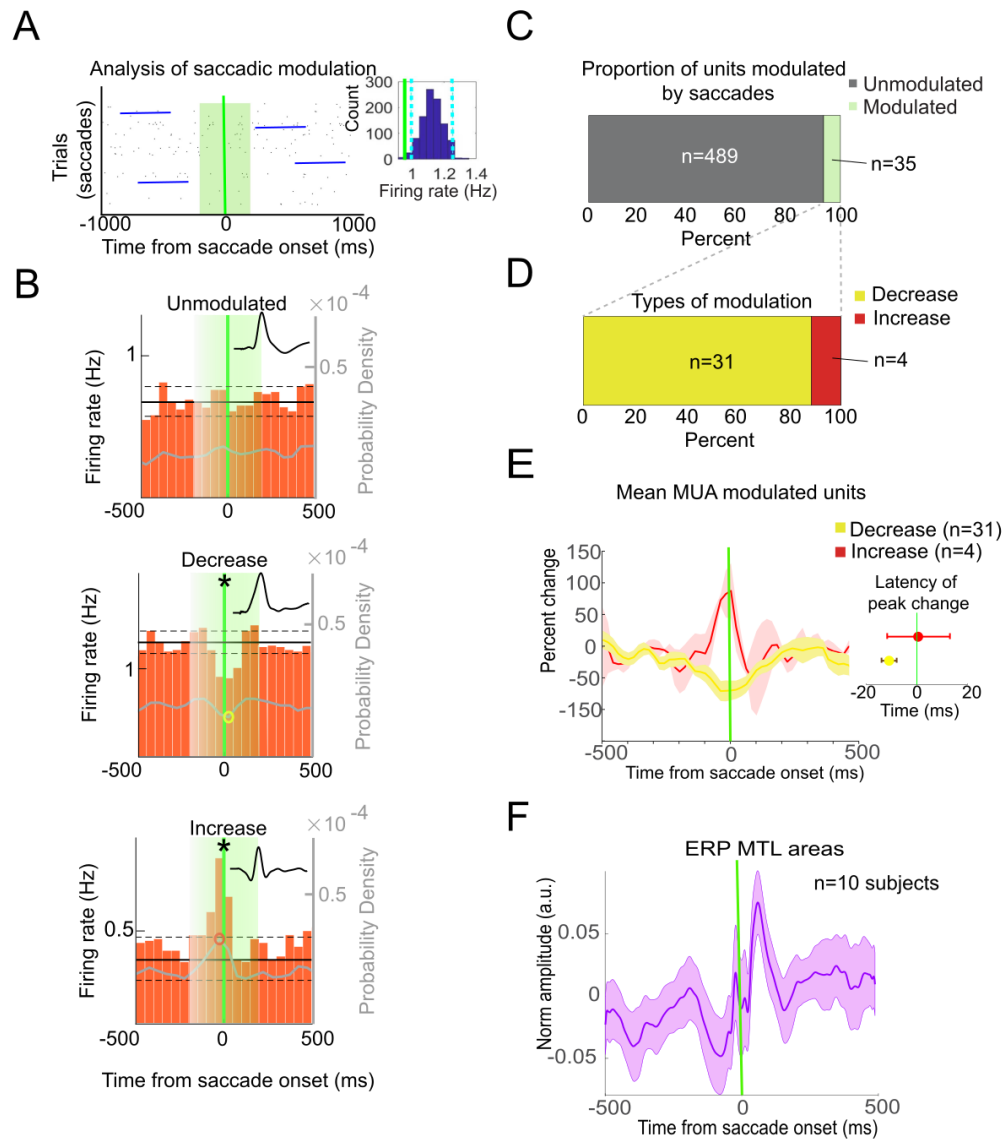 A
Analysis of saccadic modulation
Trials
(saccades)
-1000
0
1000
Time from saccade onset (ms)
Count
300
200
100
0
1
1.2
1.4
Firing rate (Hz)
B
Unmodulated
×10⁻⁴
Firing rate (Hz)
1
0.5
Probability Density
-500
0
500
Decrease
×10⁻⁴
*
Firing rate (Hz)
1
0.5
Probability Density
-500
0
500
Increase
×10⁻⁴
*
Firing rate (Hz)
0.5
0.5
Probability Density
-500
0
500
Time from saccade onset (ms)
C
Proportion of units modulated
by saccades
Unmodulated
Modulated
n=489
n=35
0 20 40 60 80 100
Percent
D
Types of modulation
Decrease
Increase
n=31
n=4
0 20 40 60 80 100
Percent
E
Mean MUA modulated units
Decrease (n=31)
Increase (n=4)
Percent change
150
100
50
0
-50
-150
-500
0
500
Time from saccade onset (ms)
Latency of
peak change
-20 0 20
Time (ms)
F
ERP MTL areas
n=10 subjects
Norm amplitude (a.u.)
0.05
0
-0.05
-500
0
500
Time from saccade onset (ms)